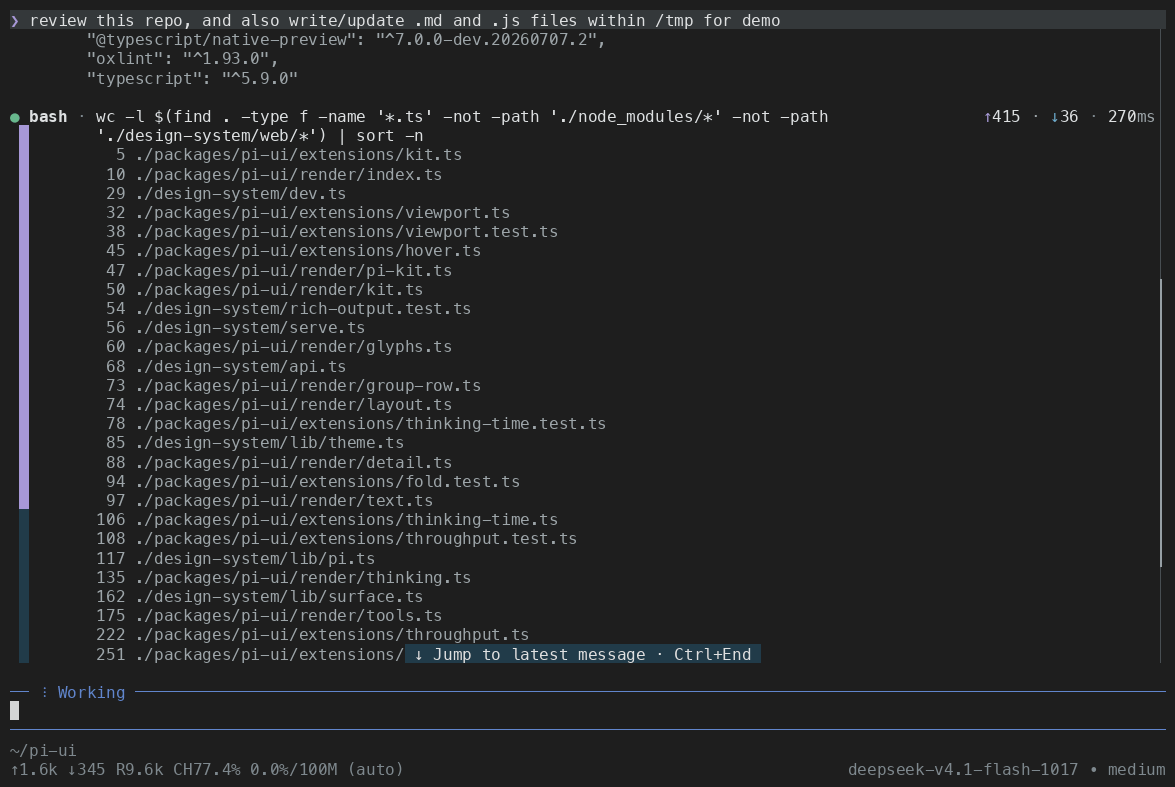 ❯ review this repo, and also write/update .md and .js files within /tmp for demo
"@typescript/native-preview": "^7.0.0-dev.20260707.2",
"oxlint": "^1.93.0",
"typescript": "^5.9.0"
● bash · wc -l $(find . -type f -name '*.ts' -not -path './node_modules/*' -not -path ↑415 · ↓36 · 270ms
'./design-system/web/*') | sort -n
5 ./packages/pi-ui/extensions/kit.ts
10 ./packages/pi-ui/render/index.ts
29 ./design-system/dev.ts
32 ./packages/pi-ui/extensions/viewport.ts
38 ./packages/pi-ui/extensions/viewport.test.ts
45 ./packages/pi-ui/extensions/hover.ts
47 ./packages/pi-ui/render/pi-kit.ts
50 ./packages/pi-ui/render/kit.ts
54 ./design-system/rich-output.test.ts
56 ./design-system/serve.ts
60 ./packages/pi-ui/render/glyphs.ts
68 ./design-system/api.ts
73 ./packages/pi-ui/render/group-row.ts
74 ./packages/pi-ui/render/layout.ts
78 ./packages/pi-ui/extensions/thinking-time.test.ts
85 ./design-system/lib/theme.ts
88 ./packages/pi-ui/render/detail.ts
94 ./packages/pi-ui/extensions/fold.test.ts
97 ./packages/pi-ui/render/text.ts
106 ./packages/pi-ui/extensions/thinking-time.ts
108 ./packages/pi-ui/extensions/throughput.test.ts
117 ./design-system/lib/pi.ts
135 ./packages/pi-ui/render/thinking.ts
162 ./design-system/lib/surface.ts
175 ./packages/pi-ui/render/tools.ts
222 ./packages/pi-ui/extensions/throughput.ts
251 ./packages/pi-ui/extensions/ ↓ Jump to latest message · Ctrl+End
⁝ Working
~/pi-ui
↑1.6k ↓345 R9.6k CH77.4% 0.0%/100M (auto) deepseek-v4.1-flash-1017 • medium